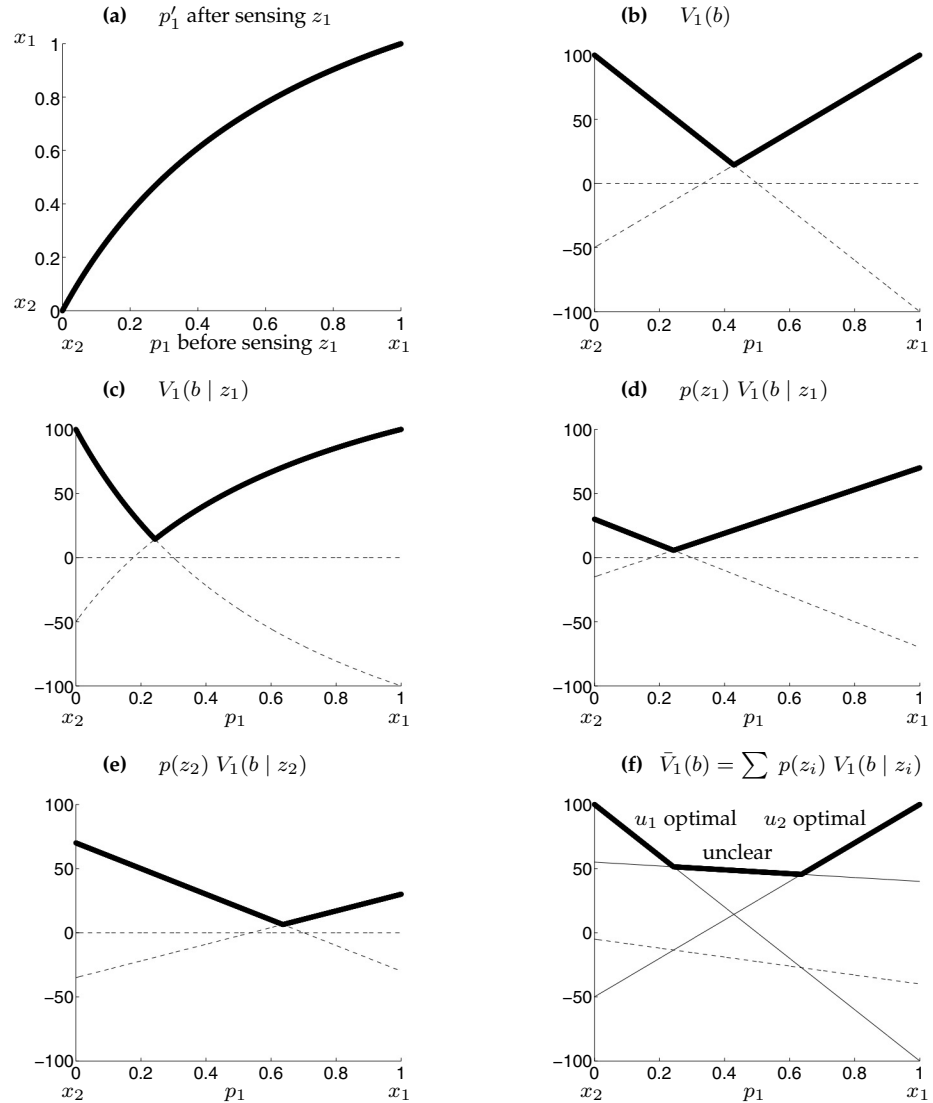 (a) p′₁ after sensing z₁
x₁ 1
0.8
0.6
0.4
0.2
x₂ 0
0 0.2 0.4 0.6 0.8 1
x₂ p₁ before sensing z₁ x₁
(b) V₁(b)
100
50
0
−50
−100
0 0.2 0.4 0.6 0.8 1
x₂ p₁ x₁
(c) V₁(b | z₁)
100
50
0
−50
−100
0 0.2 0.4 0.6 0.8 1
x₂ p₁ x₁
(d) p(z₁) V₁(b | z₁)
100
50
0
−50
−100
0 0.2 0.4 0.6 0.8 1
x₂ p₁ x₁
(e) p(z₂) V₁(b | z₂)
100
50
0
−50
−100
0 0.2 0.4 0.6 0.8 1
x₂ p₁ x₁
(f) V̄₁(b) = ∑ p(zᵢ) V₁(b | zᵢ)
100
u₁ optimal u₂ optimal
unclear
50
0
−50
−100
0 0.2 0.4 0.6 0.8 1
x₂ p₁ x₁